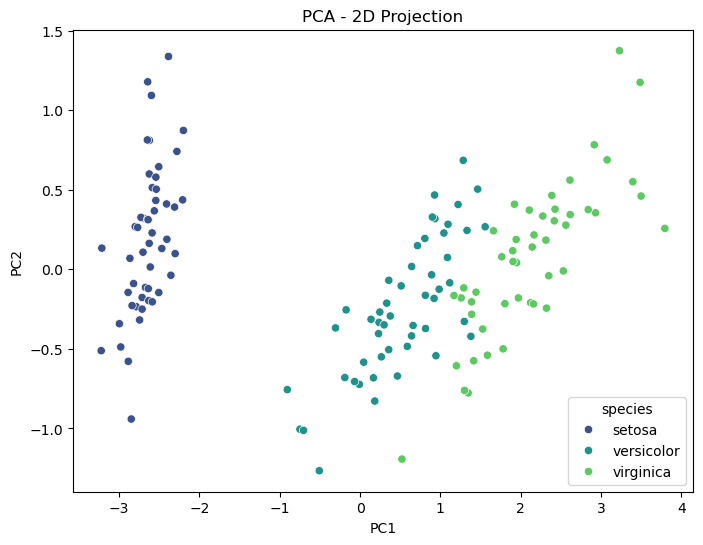 PCA - 2D Projection
1.5
1.0
0.5
0.0
−0.5
−1.0
PC2
species
setosa
versicolor
virginica
−3 −2 −1 0 1 2 3 4
PC1